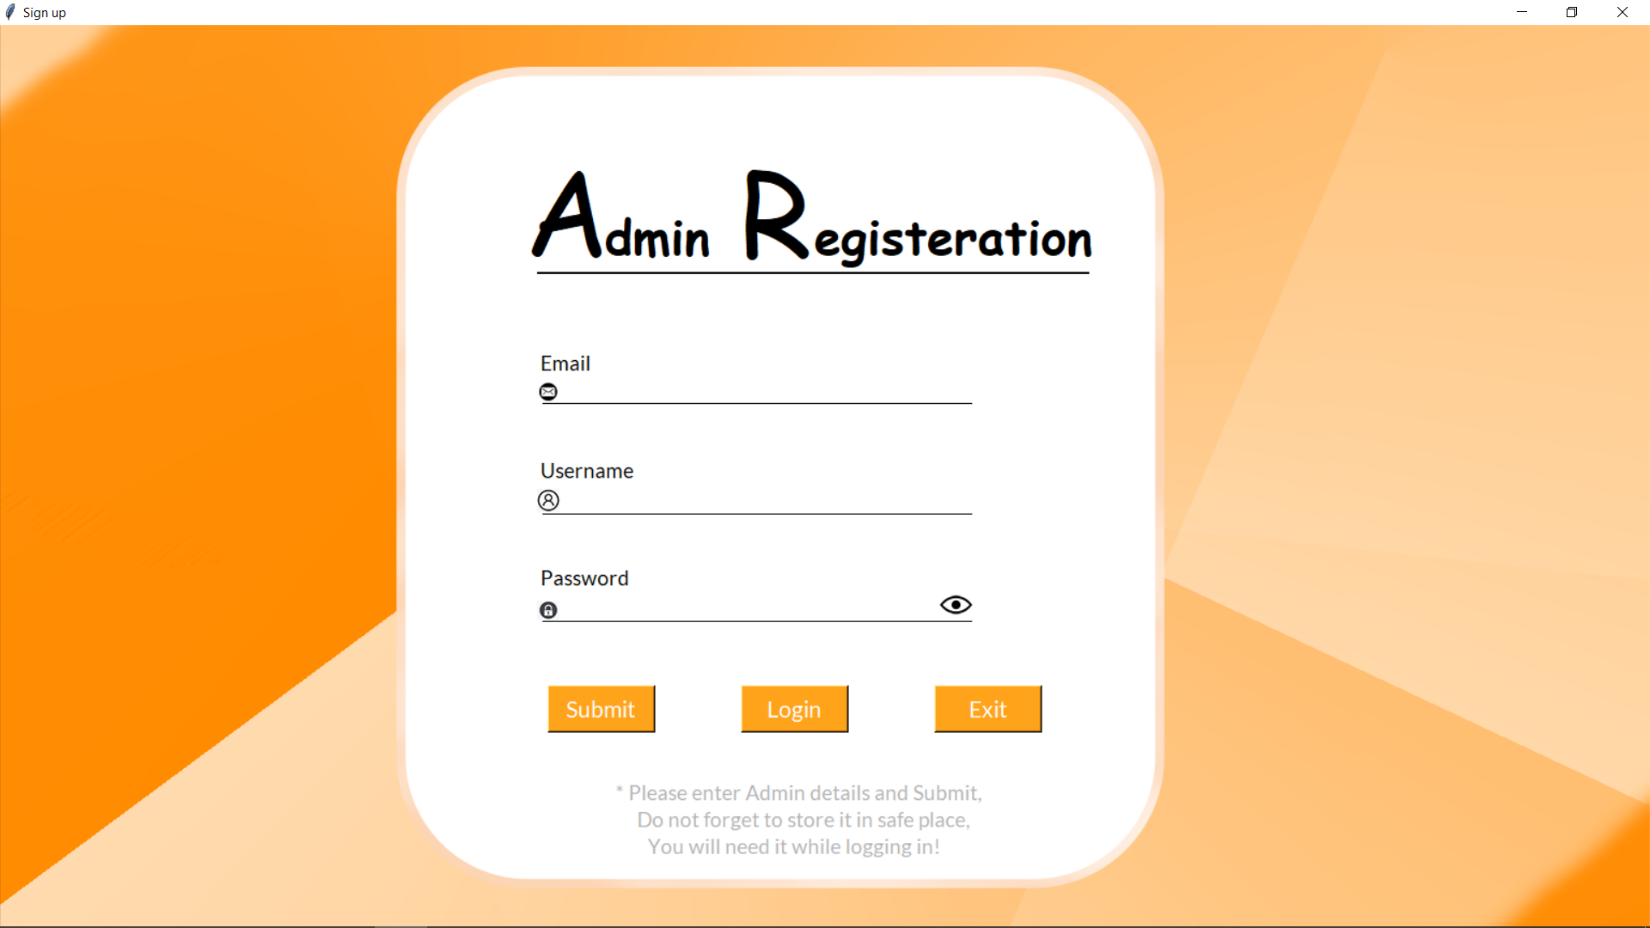 Sign up
Admin Registeration
Email
Username
Password
Submit Login Exit
* Please enter Admin details and Submit,
Do not forget to store it in safe place,
You will need it while logging in!